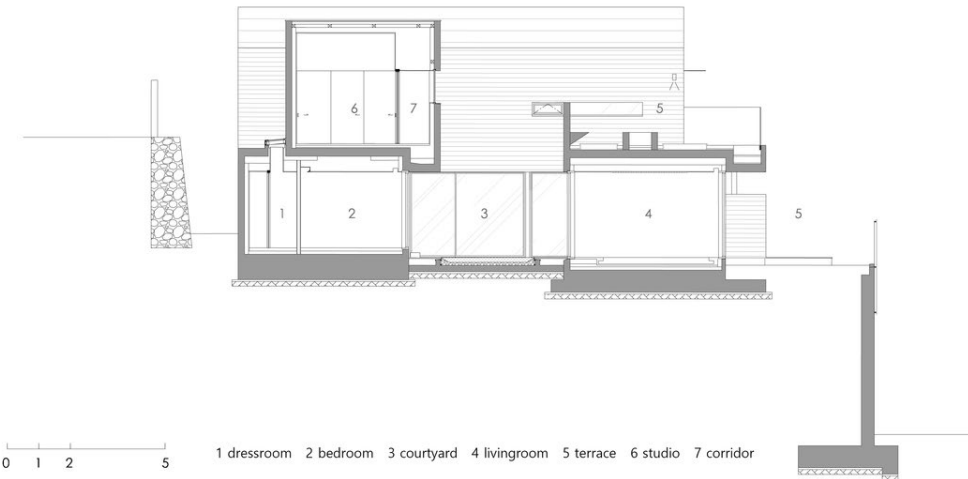 6 7 5
1 2 3 4 5
0 1 2 5
1 dressroom 2 bedroom 3 courtyard 4 livingroom 5 terrace 6 studio 7 corridor